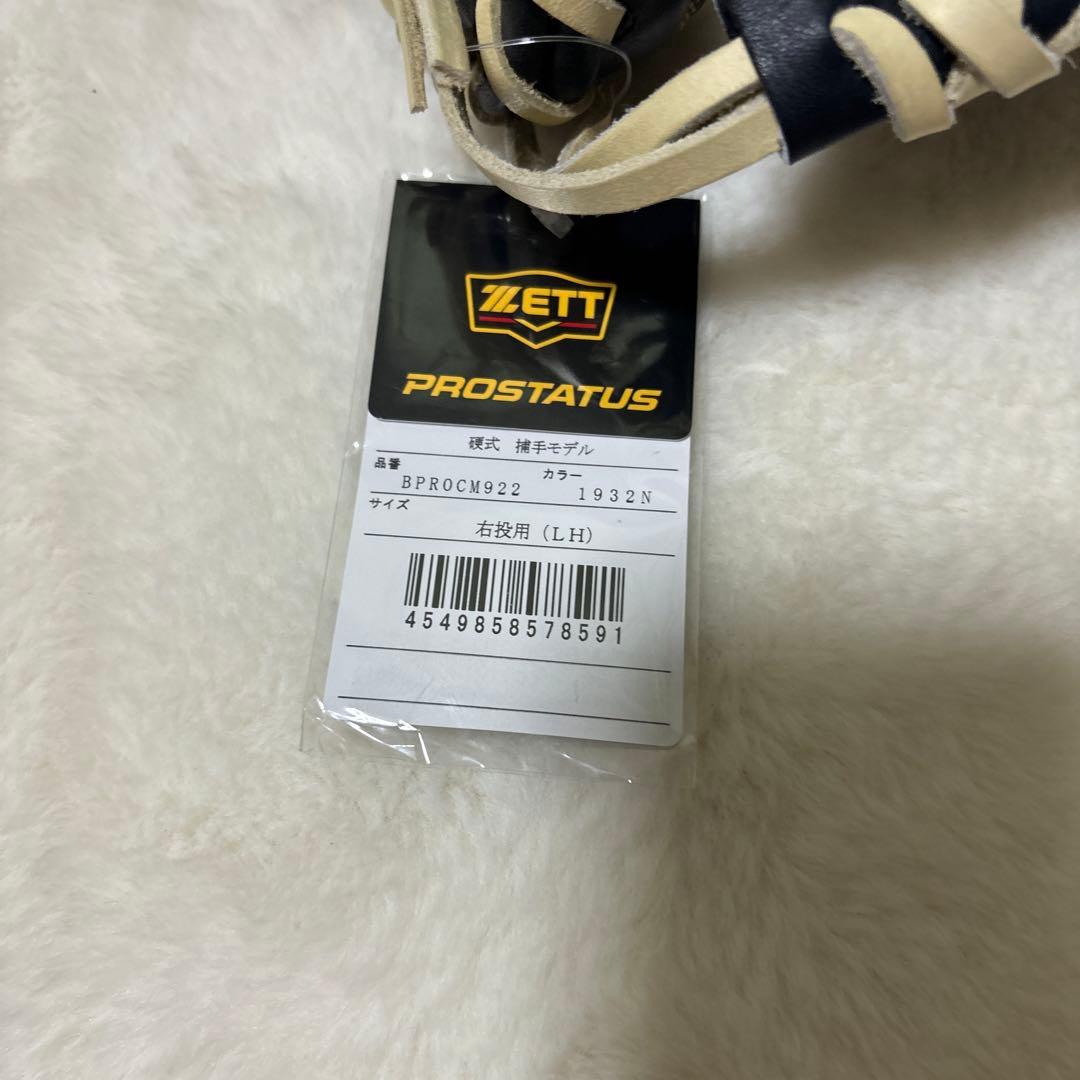 ZETT
PROSTATUS
硬式 捕手モデル
品番 BPROCM922 カラー 1932N
サイズ
右投用（LH）
4549858578591